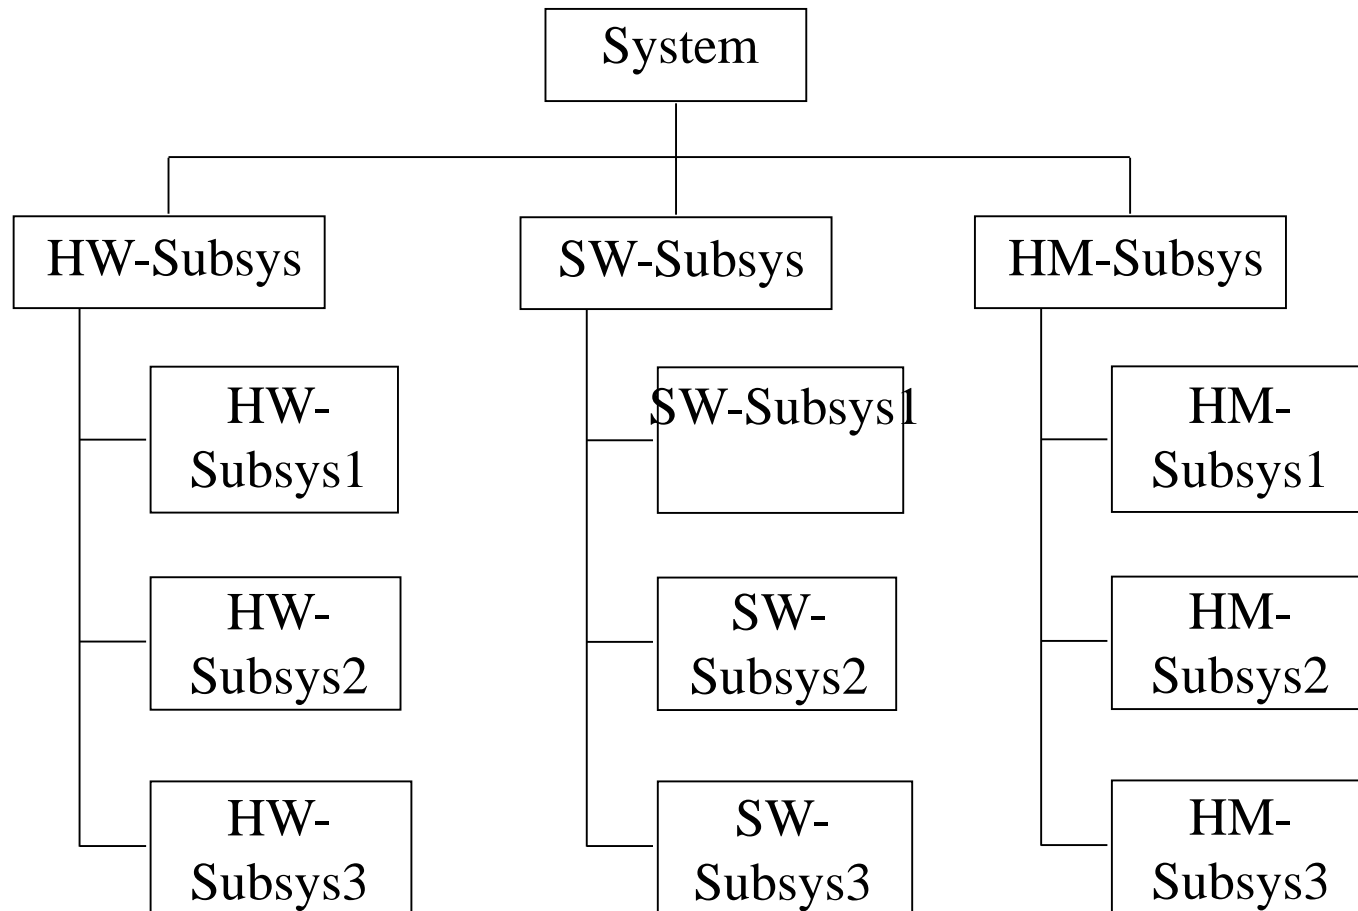 System
HW-Subsys
SW-Subsys
HM-Subsys
HW-
Subsys1
SW-Subsys1
HM-
Subsys1
HW-
Subsys2
SW-
Subsys2
HM-
Subsys2
HW-
Subsys3
SW-
Subsys3
HM-
Subsys3